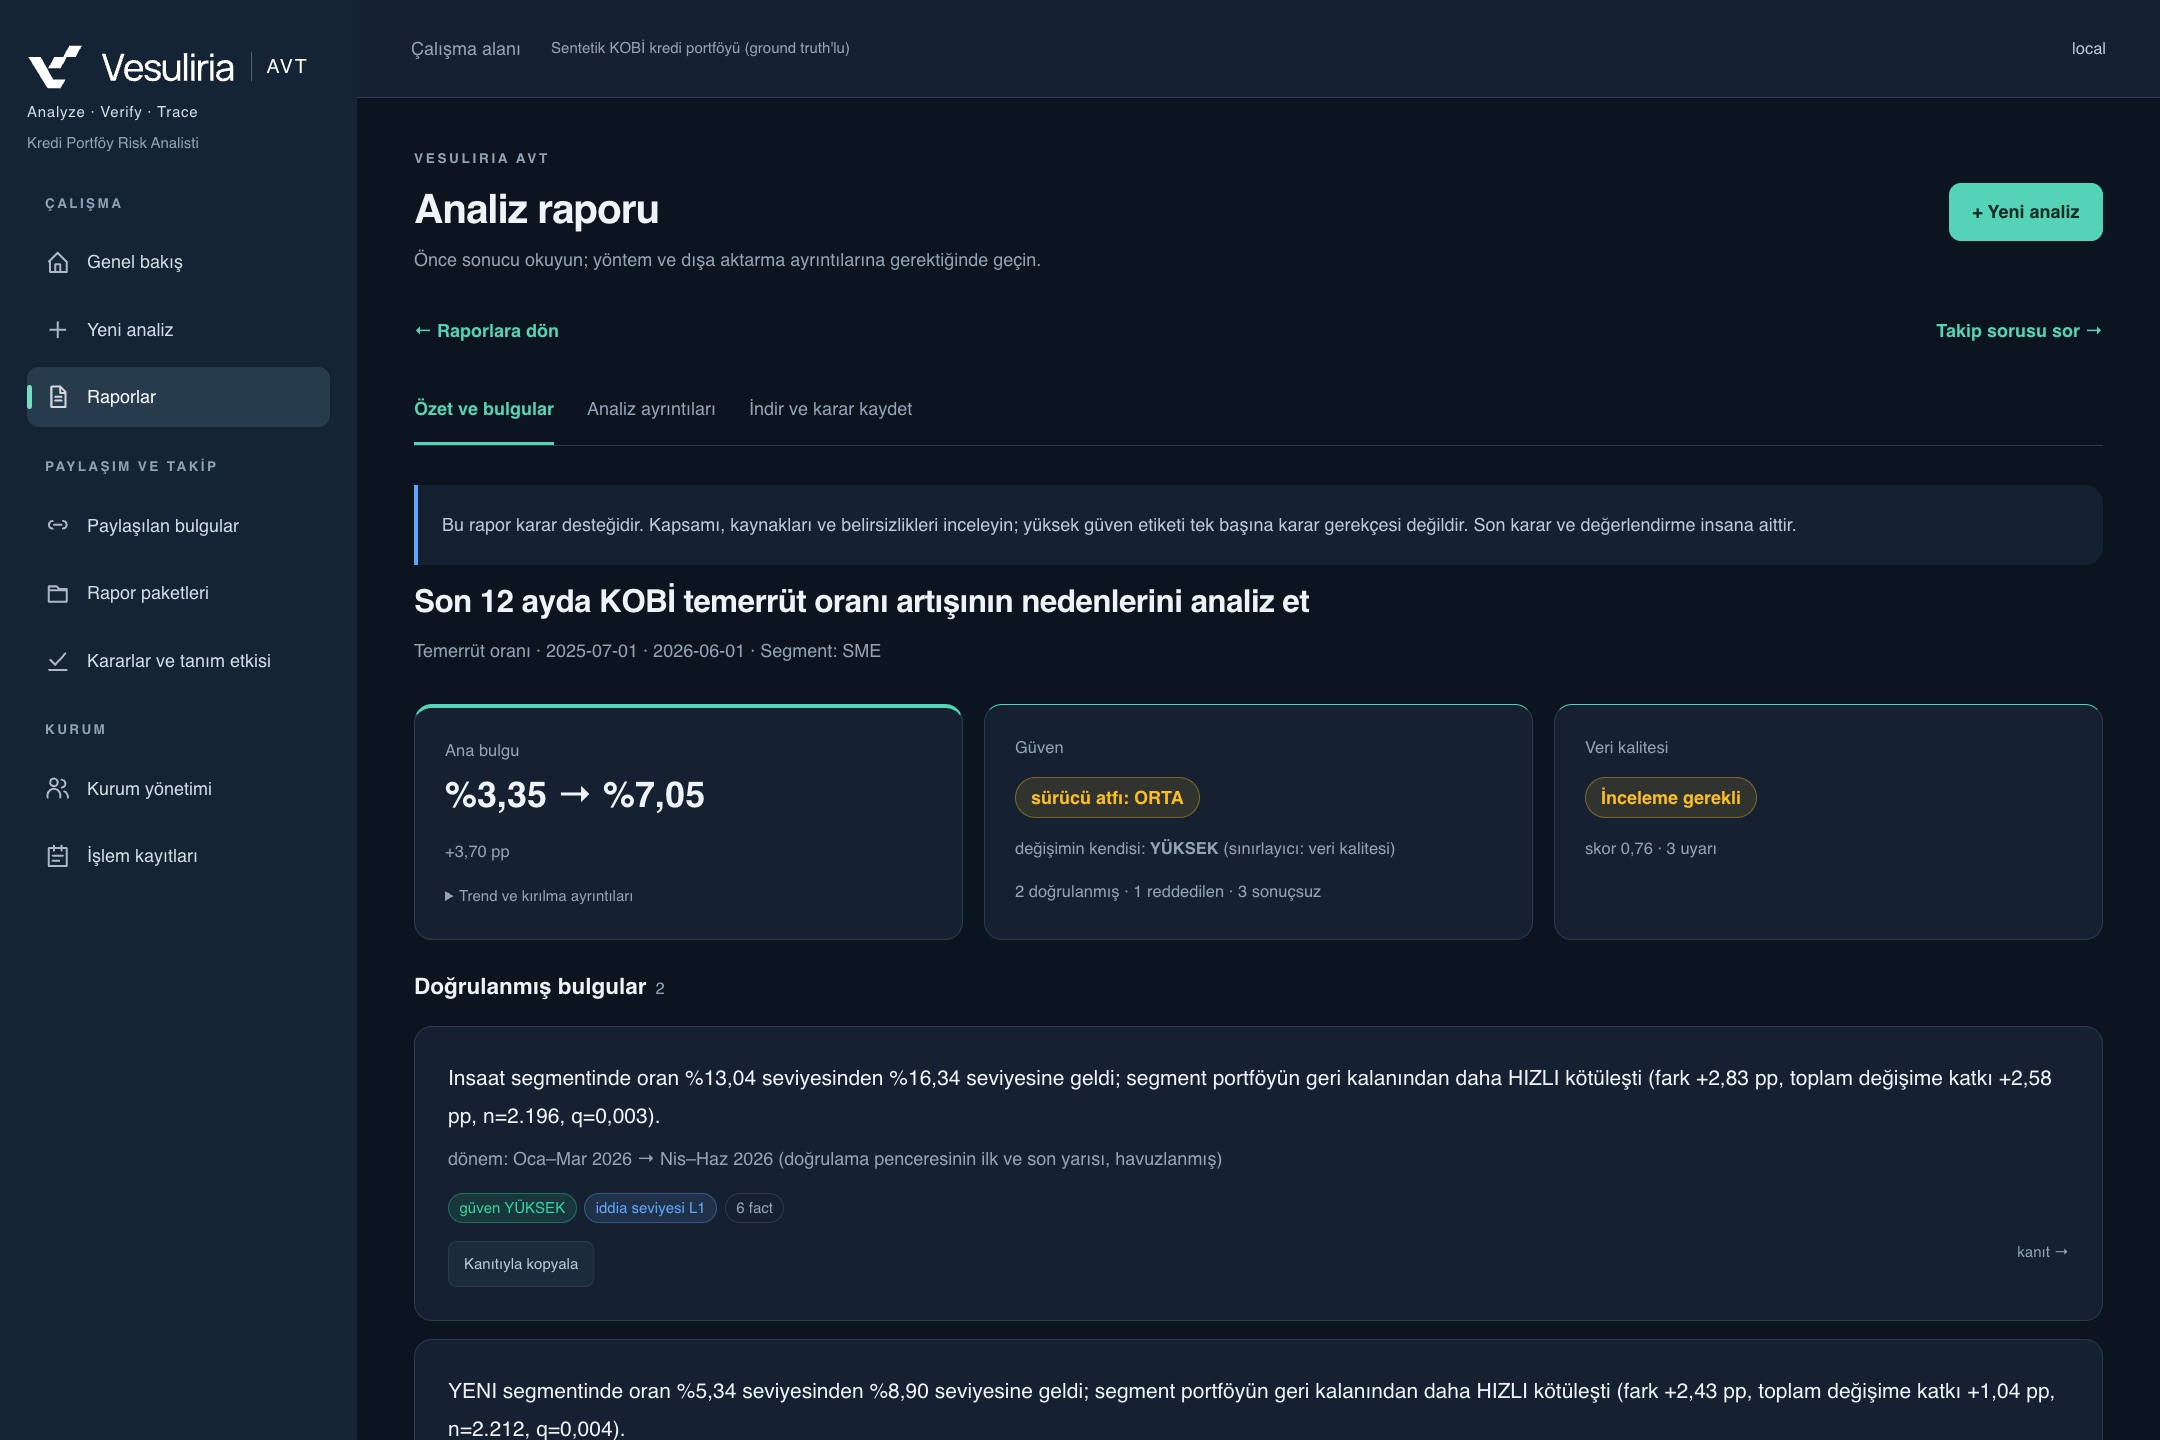 Vesuliria AVT
Analyze · Verify · Trace
Kredi Portföy Risk Analisti
ÇALIŞMA
Genel bakış
Yeni analiz
Raporlar
PAYLAŞIM VE TAKİP
Paylaşılan bulgular
Rapor paketleri
Kararlar ve tanım etkisi
KURUM
Kurum yönetimi
İşlem kayıtları
Çalışma alanı Sentetik KOBİ kredi portföyü (ground truth'lu) local
VESULIRIA AVT
Analiz raporu
+ Yeni analiz
Önce sonucu okuyun; yöntem ve dışa aktarma ayrıntılarına gerektiğinde geçin.
← Raporlara dön Takip sorusu sor →
Özet ve bulgular Analiz ayrıntıları İndir ve karar kaydet
Bu rapor karar desteğidir. Kapsamı, kaynakları ve belirsizlikleri inceleyin; yüksek güven etiketi tek başına karar gerekçesi değildir. Son karar ve değerlendirme insana aittir.
Son 12 ayda KOBİ temerrüt oranı artışının nedenlerini analiz et
Temerrüt oranı · 2025-07-01 · 2026-06-01 · Segment: SME
Ana bulgu
%3,35 → %7,05
+3,70 pp
▶ Trend ve kırılma ayrıntıları
Güven
sürücü atfı: ORTA
değişimin kendisi: YÜKSEK (sınırlayıcı: veri kalitesi)
2 doğrulanmış · 1 reddedilen · 3 sonuçsuz
Veri kalitesi
İnceleme gerekli
skor 0,76 · 3 uyarı
Doğrulanmış bulgular 2
Insaat segmentinde oran %13,04 seviyesinden %16,34 seviyesine geldi; segment portföyün geri kalanından daha HIZLI kötüleşti (fark +2,83 pp, toplam değişime katkı +2,58
pp, n=2.196, q=0,003).
dönem: Oca–Mar 2026 → Nis–Haz 2026 (doğrulama penceresinin ilk ve son yarısı, havuzlanmış)
güven YÜKSEK iddia seviyesi L1 6 fact
Kanıtıyla kopyala kanıt →
YENI segmentinde oran %5,34 seviyesinden %8,90 seviyesine geldi; segment portföyün geri kalanından daha HIZLI kötüleşti (fark +2,43 pp, toplam değişime katkı +1,04 pp,
n=2.212, q=0,004).